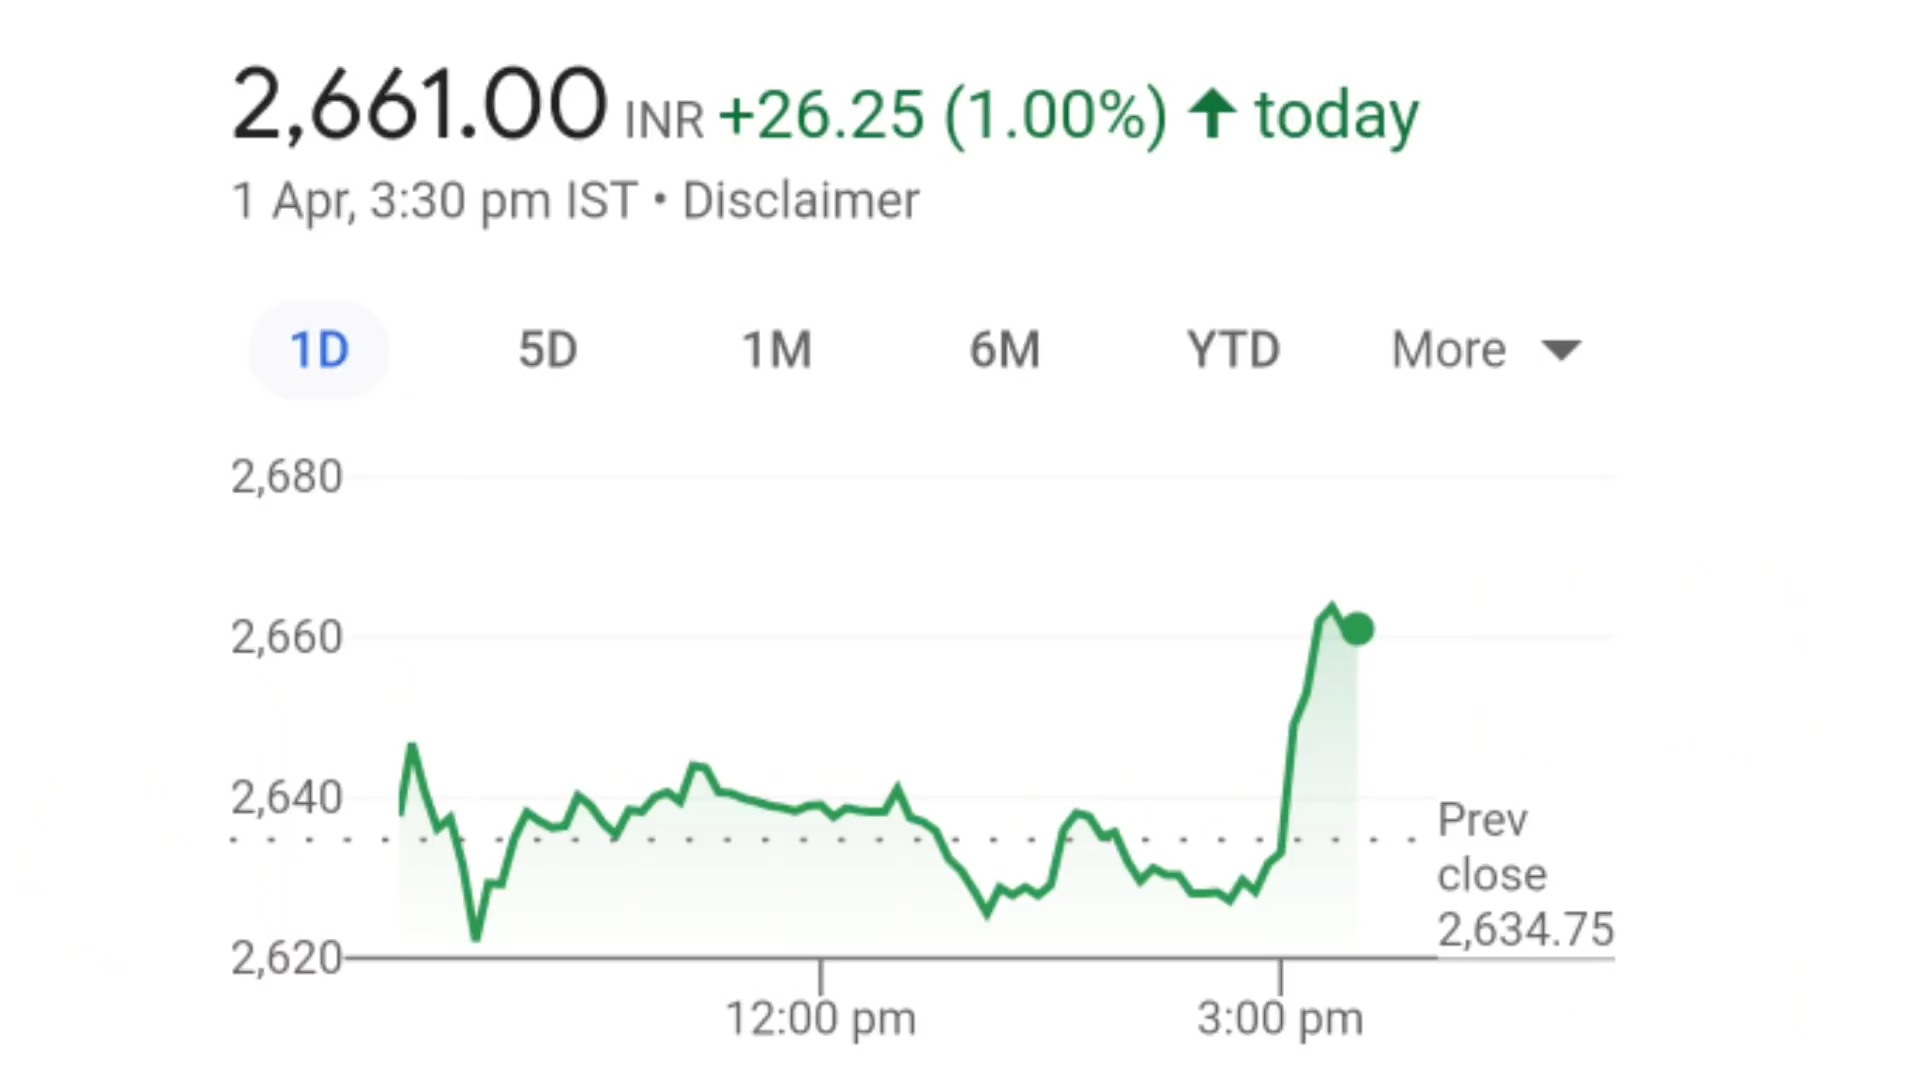 2,661.00 INR +26.25 (1.00%) ↑ today
1 Apr, 3:30 pm IST • Disclaimer
1D 5D 1M 6M YTD More
2,680
2,660
2,640
2,620
Prev
close
2,634.75
12:00 pm 3:00 pm